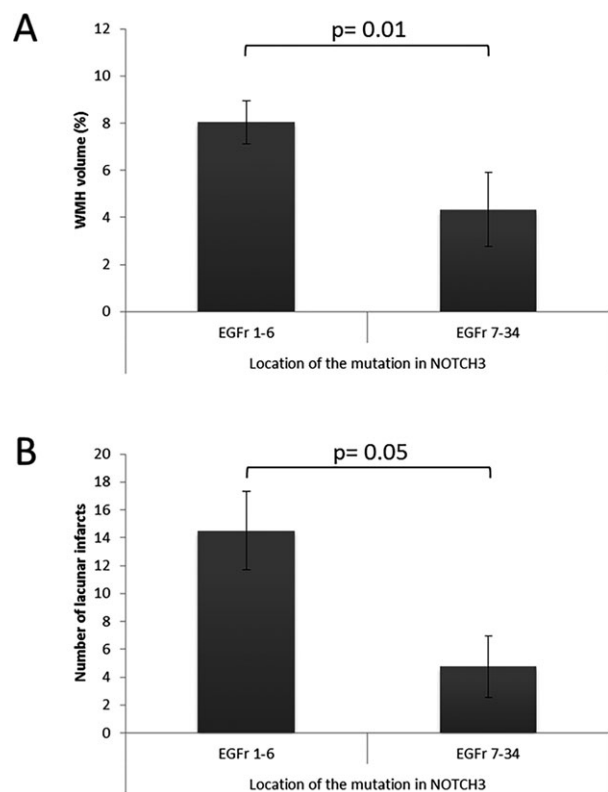 A
p= 0.01
WMH volume (%)
12
10
8
6
4
2
0
EGFr 1-6
EGFr 7-34
Location of the mutation in NOTCH3
B
p= 0.05
Number of lacunar infarcts
20
18
16
14
12
10
8
6
4
2
0
EGFr 1-6
EGFr 7-34
Location of the mutation in NOTCH3